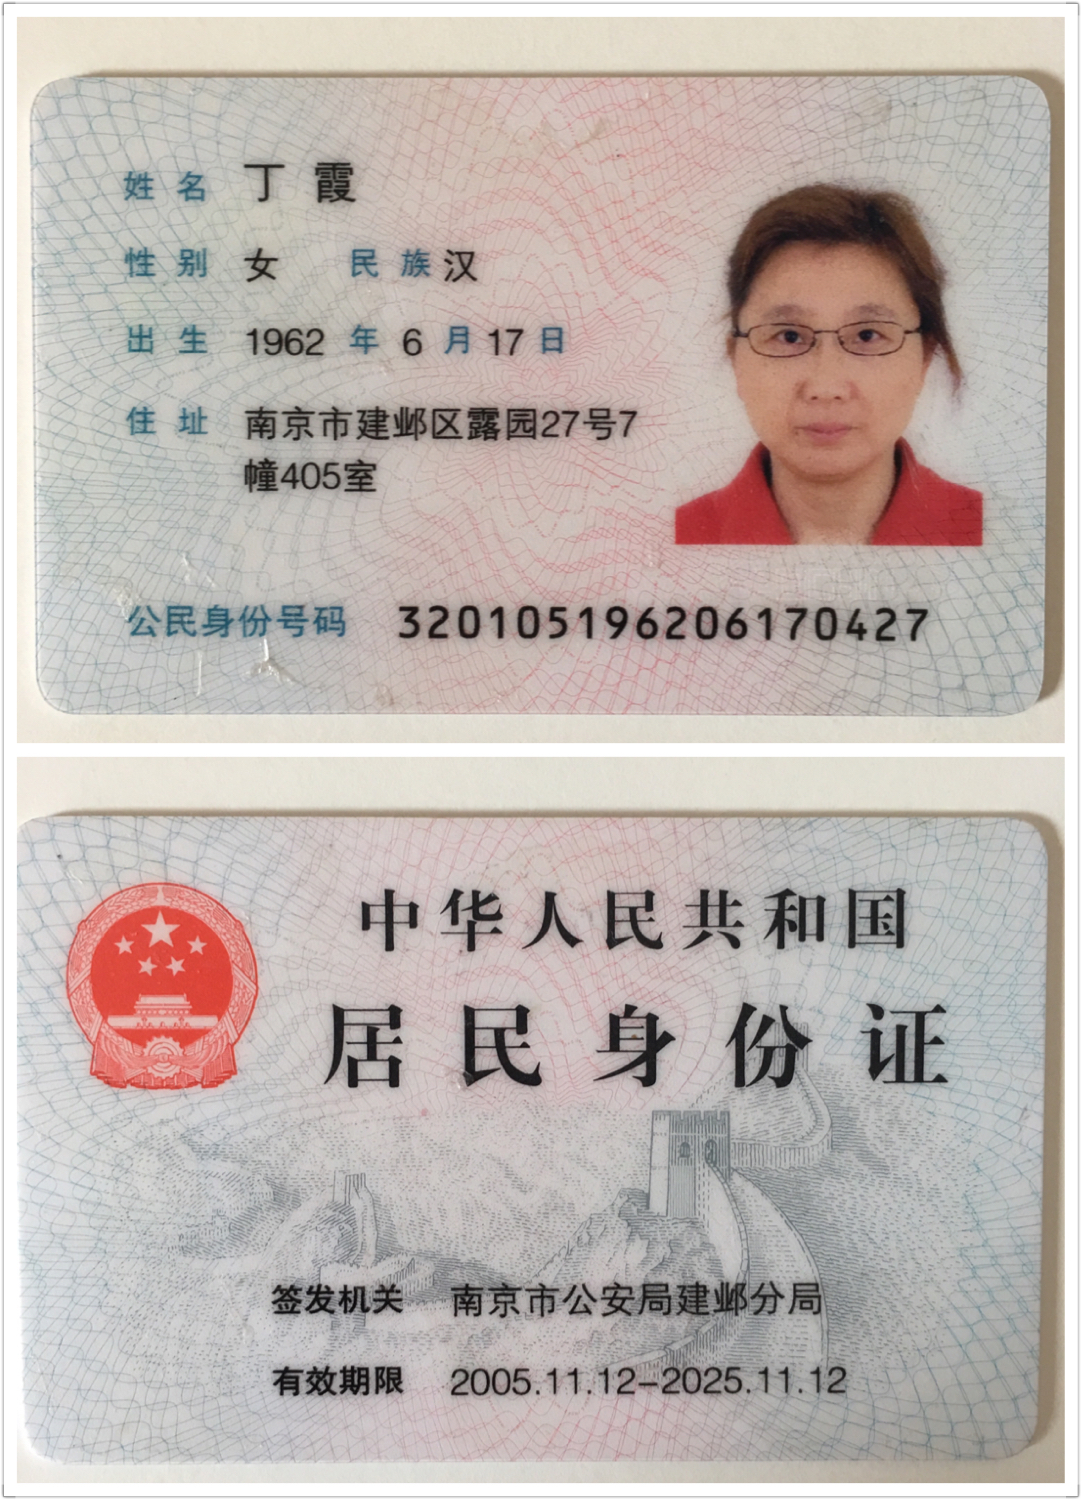 姓名 丁霞
性别 女 民族 汉
出生 1962 年 6 月 17 日
住址 南京市建邺区露园27号7
幢405室
公民身份号码 320105196206170427
中华人民共和国
居民身份证
签发机关 南京市公安局建邺分局
有效期限 2005.11.12-2025.11.12